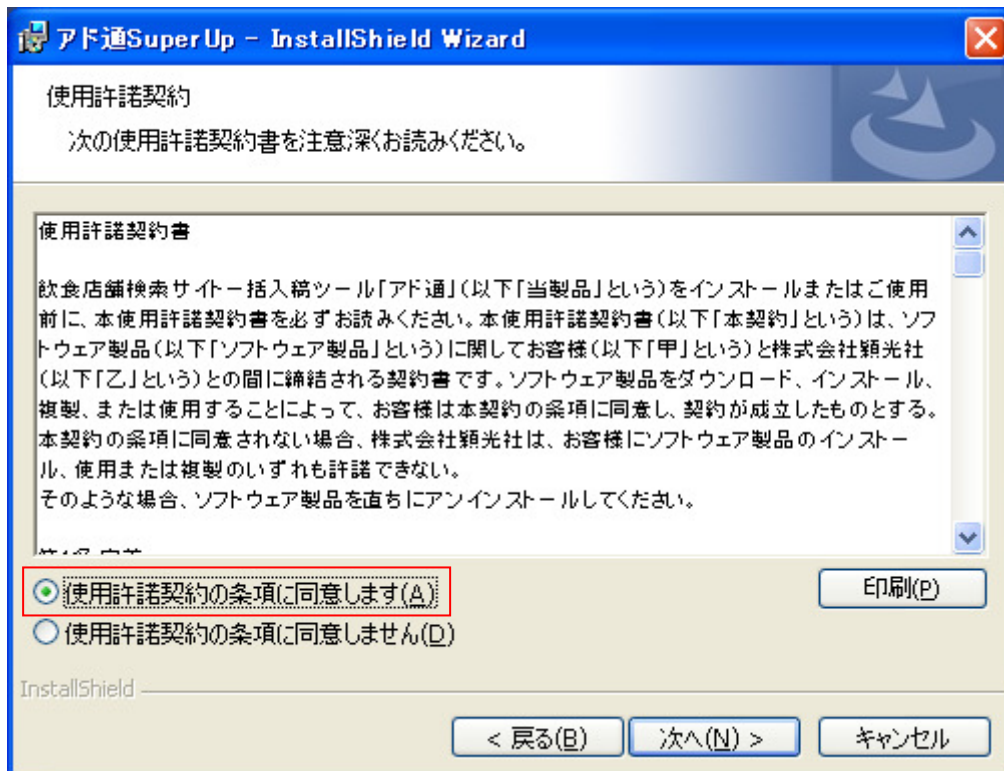 アド通SuperUp - InstallShield Wizard
使用許諾契約
次の使用許諾契約書を注意深くお読みください。
使用許諾契約書
飲食店舗検索サイト一括入稿ツール｢アド通｣(以下｢当製品｣という)をインストールまたはご使用
前に、本使用許諾契約書を必ずお読みください。本使用許諾契約書(以下｢本契約｣という)は、ソフ
トウェア製品(以下｢ソフトウェア製品｣という)に関してお客様(以下｢甲｣という)と株式会社穎光社
(以下｢乙｣という)との間に締結される契約書です。ソフトウェア製品をダウンロード、インストール、
複製、または使用することによって、お客様は本契約の条項に同意し、契約が成立したものとする。
本契約の条項に同意されない場合、株式会社穎光社は、お客様にソフトウェア製品のインストー
ル、使用または複製のいずれも許諾できない。
そのような場合、ソフトウェア製品を直ちにアンインストールしてください。
使用許諾契約の条項に同意します(A)
印刷(P)
使用許諾契約の条項に同意しません(D)
InstallShield
< 戻る(B)
次へ(N) >
キャンセル